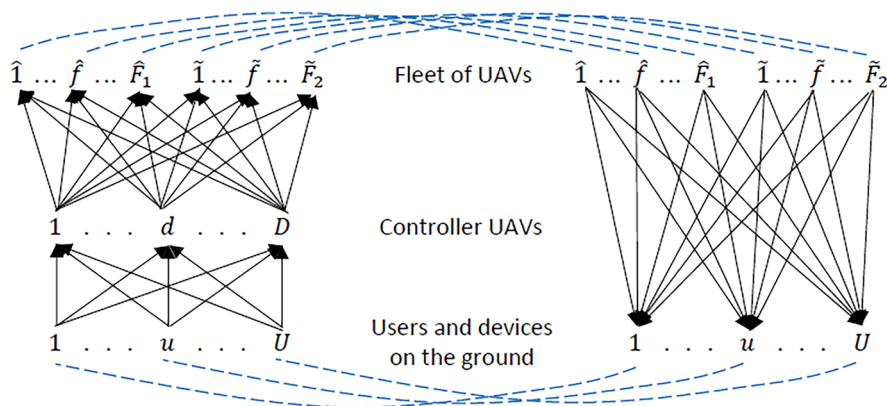 1̂ ... f̂ ... F̂₁ 1̃ ... f̃ ... F̃₂ Fleet of UAVs 1̂ ... f̂ ... F̂₁ 1̃ ... f̃ ... F̃₂
1 . . . d . . . D Controller UAVs
Users and devices
1 . . . u . . . U on the ground 1 . . . u . . . U